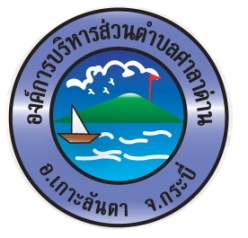 องค์การบริหารส่วนตำบลศาลาด่าน
อ.เกาะลันตา จ.กระบี่